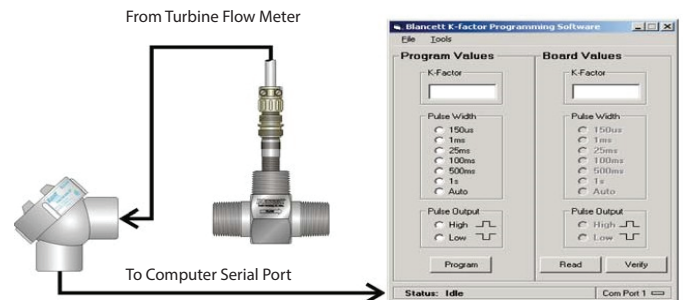 From Turbine Flow Meter
To Computer Serial Port
Blancett K-factor Programming Software
File Tools
Program Values
K-Factor
Pulse Width
150us
1ms
25ms
100ms
500ms
1s
Auto
Pulse Output
High
Low
Program
Board Values
K-Factor
Pulse Width
150us
1ms
25ms
100ms
500ms
1s
Auto
Pulse Output
High
Low
Read Verify
Status: Idle
Com Port 1